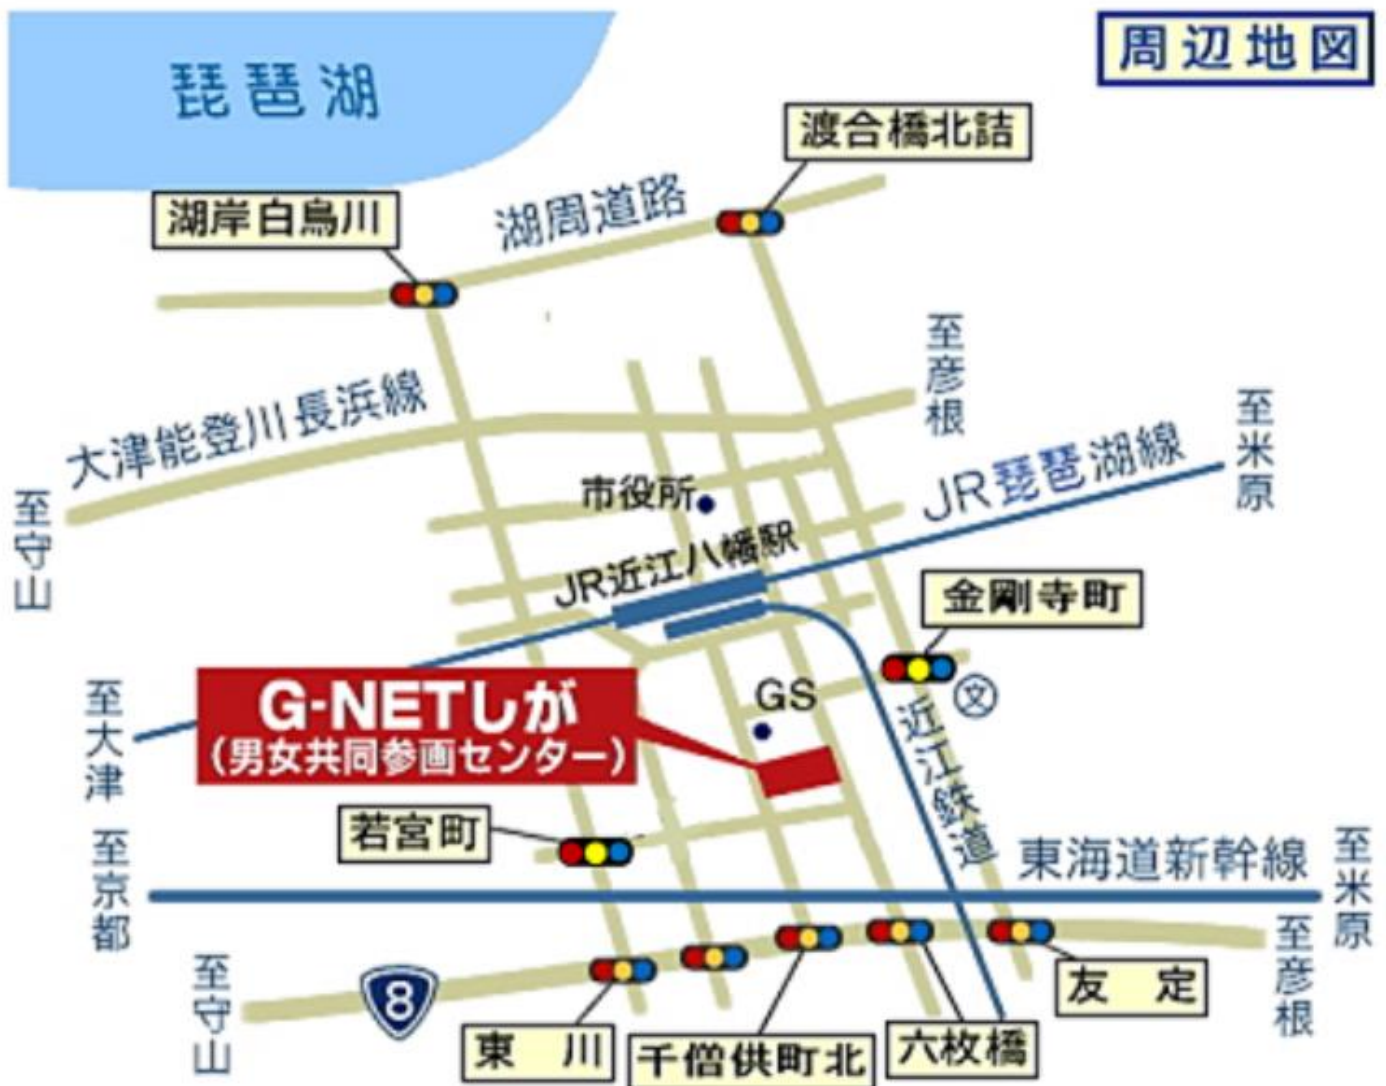 周辺地図
琵琶湖
渡合橋北詰
湖岸白鳥川
湖周道路
至彦根
大津能登川長浜線
至米原
JR琵琶湖線
市役所
至守山
JR近江八幡駅
金剛寺町
文
G-NETしが
(男女共同参画センター)
GS
至大津
近江鉄道
若宮町
東海道新幹線
至米原
至京都
至彦根
至守山
8
友 定
東 川
千僧供町北
六枚橋